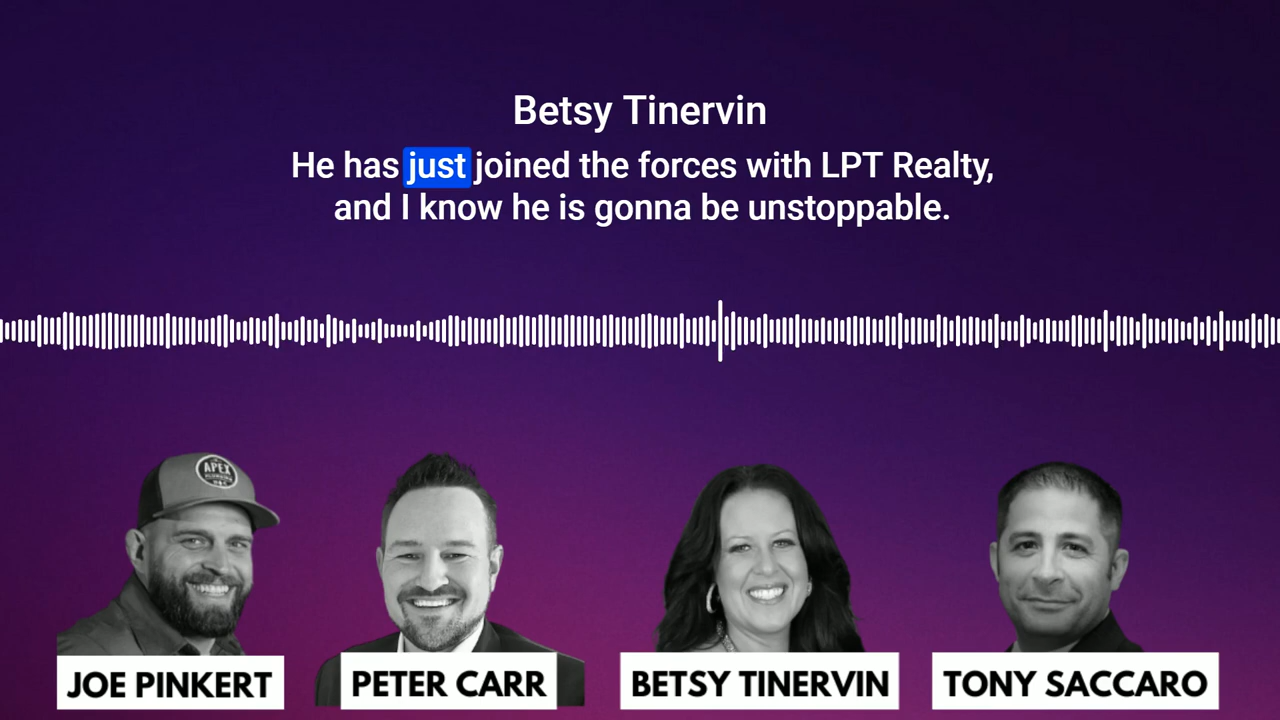 Betsy Tinervin
He has just joined the forces with LPT Realty,
and I know he is gonna be unstoppable.
APEX
JOE PINKERT
PETER CARR
BETSY TINERVIN
TONY SACCARO